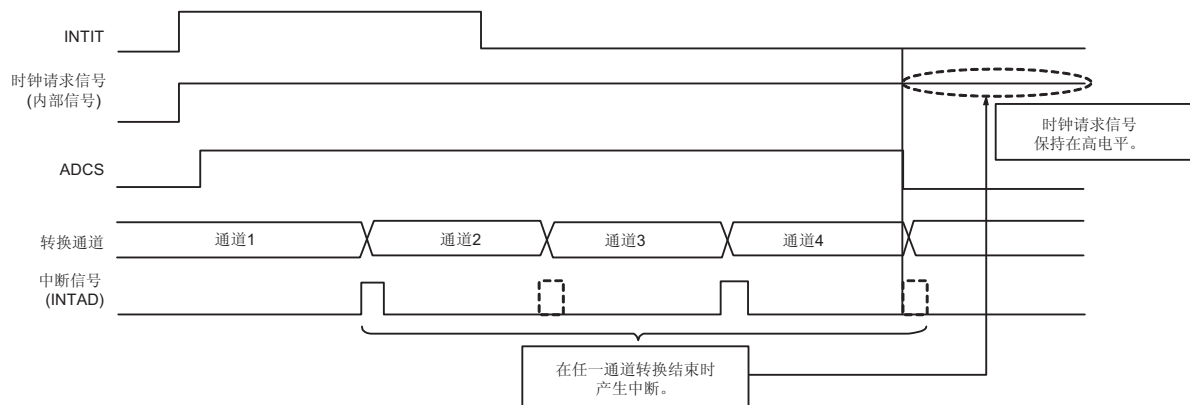 INTIT
时钟请求信号
(内部信号)
时钟请求信号
保持在高电平。
ADCS
转换通道
通道1
通道2
通道3
通道4
中断信号
(INTAD)
在任一通道转换结束时
产生中断。